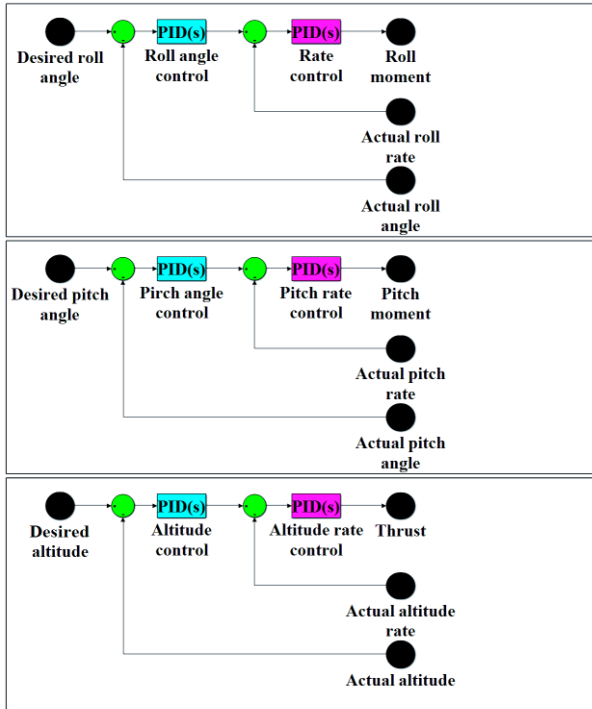 PID(s) PID(s)
Desired roll angle
Roll angle control
Rate control
Roll moment
Actual roll rate
Actual roll angle
PID(s) PID(s)
Desired pitch angle
Pirch angle control
Pitch rate control
Pitch moment
Actual pitch rate
Actual pitch angle
PID(s) PID(s)
Desired altitude
Altitude control
Altitude rate control
Thrust
Actual altitude rate
Actual altitude